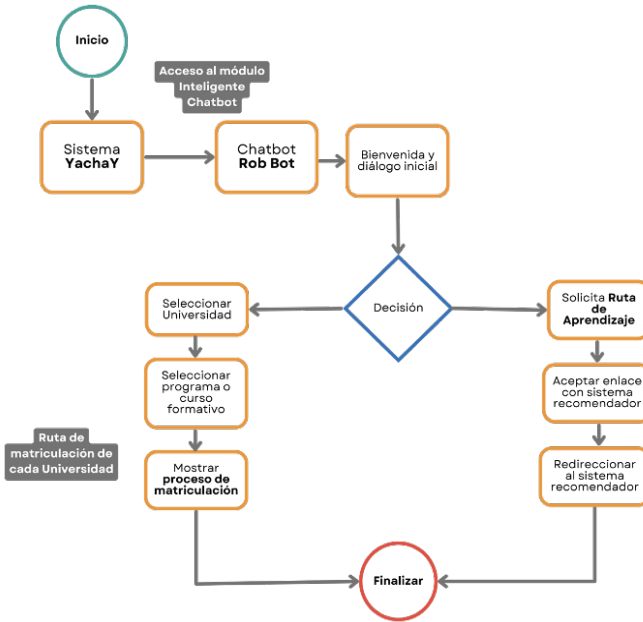 Inicio
Acceso al módulo
Inteligente
Chatbot
Sistema
YachaY
Chatbot
Rob Bot
Bienvenida y
diálogo inicial
Decisión
Seleccionar
Universidad
Solicita Ruta
de
Aprendizaje
Seleccionar
programa o
curso
formativo
Aceptar enlace
con sistema
recomendador
Ruta de
matriculación de
cada Universidad
Mostrar
proceso de
matriculación
Redireccionar
al sistema
recomendador
Finalizar